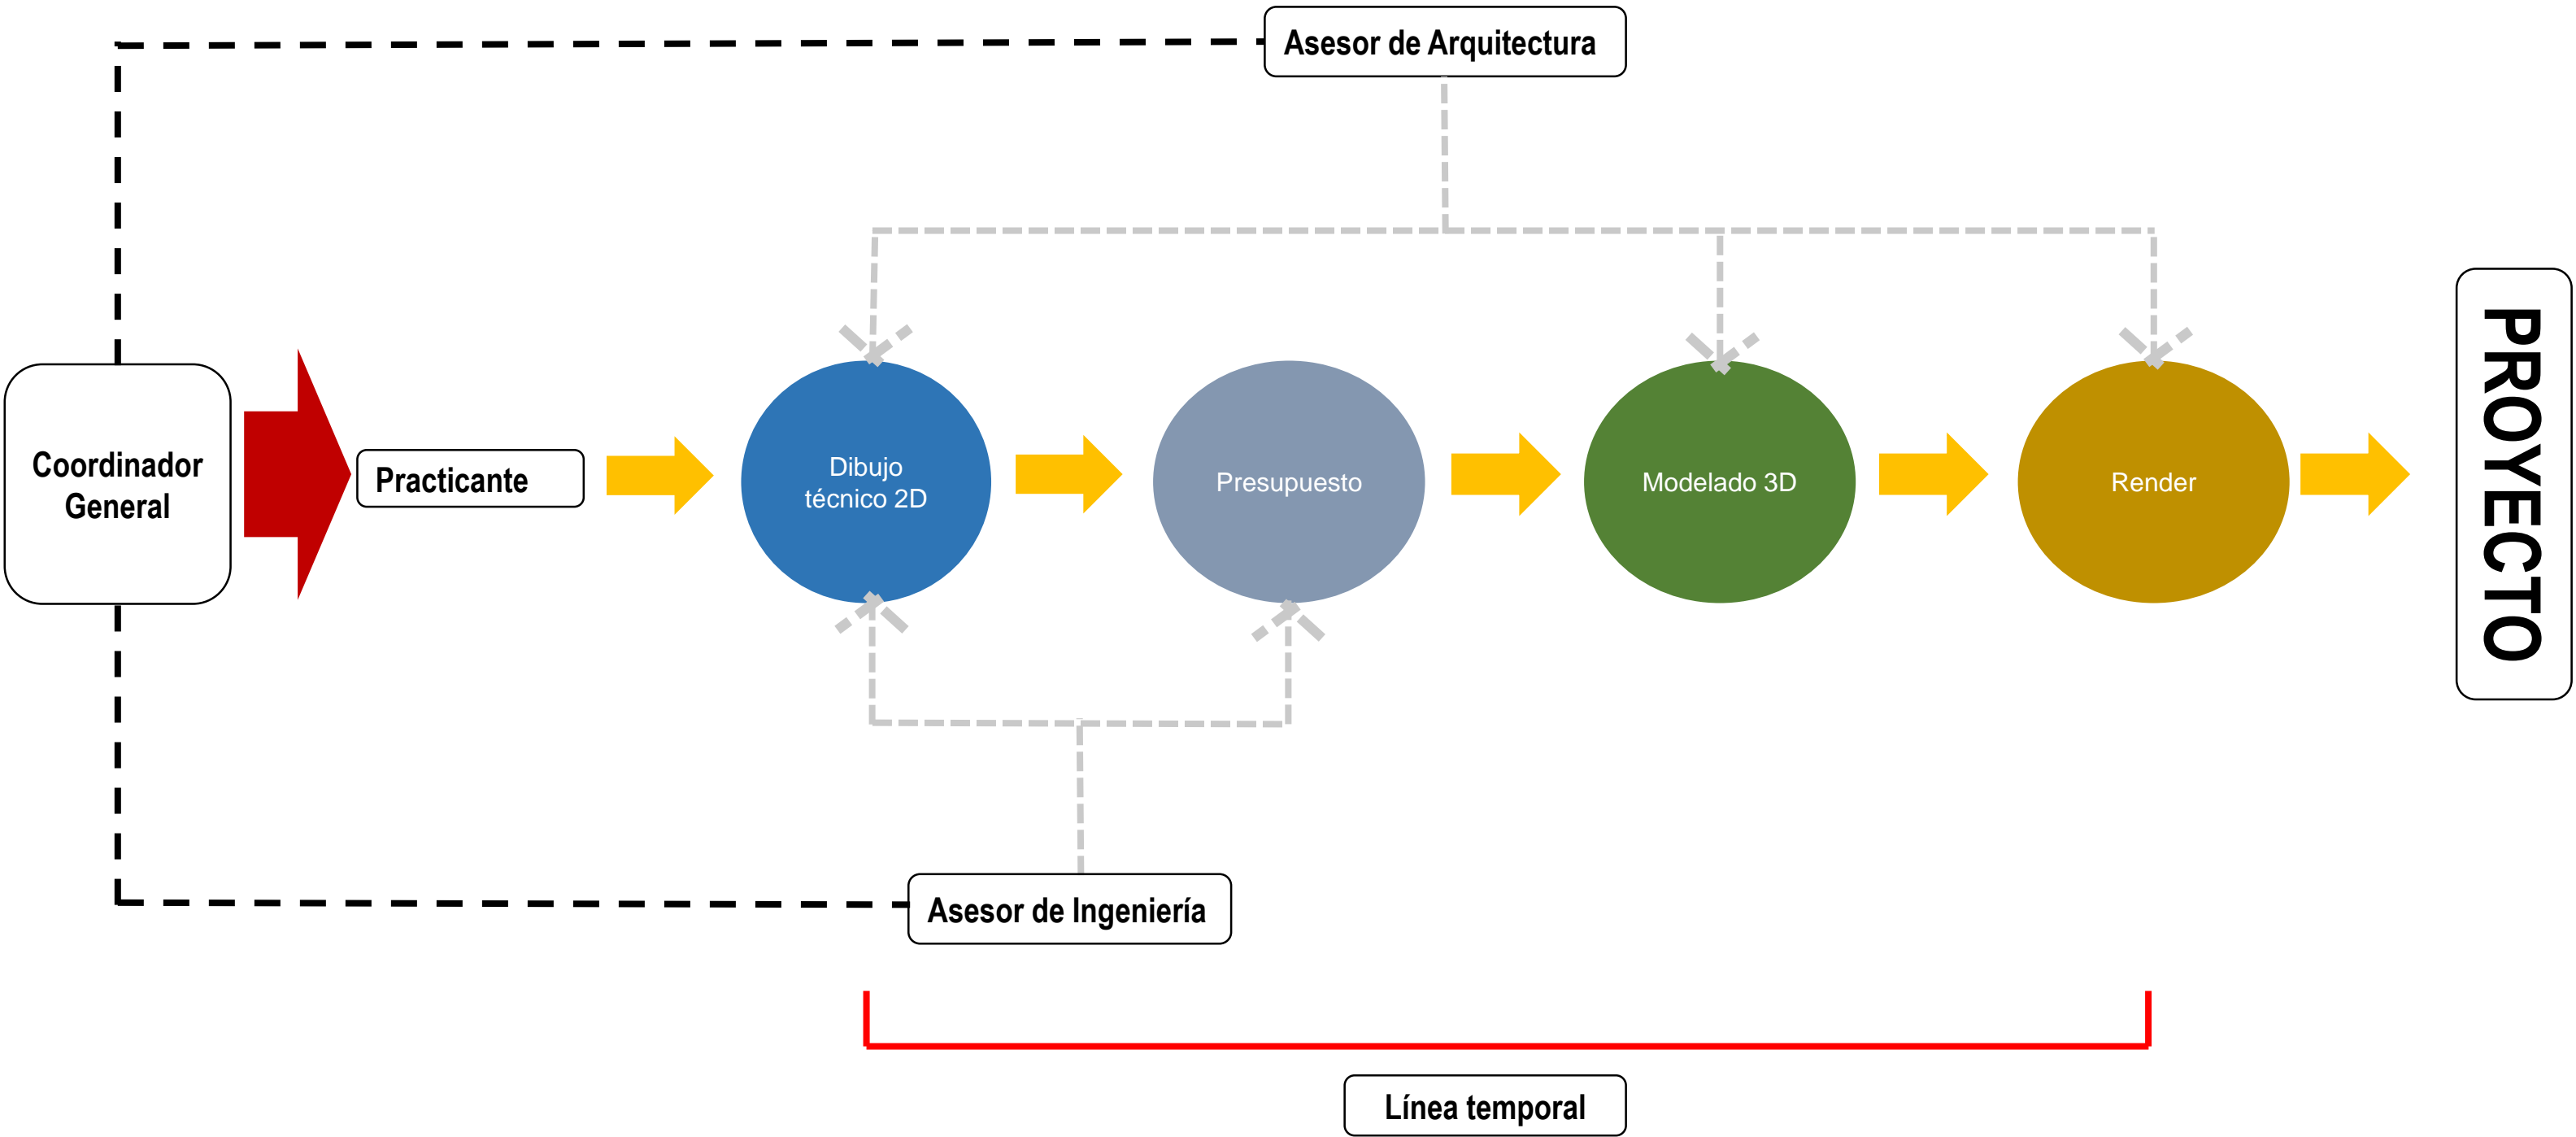 Asesor de Arquitectura
Coordinador
General
Practicante
Dibujo
técnico 2D
Presupuesto
Modelado 3D
Render
PROYECTO
Asesor de Ingeniería
Línea temporal